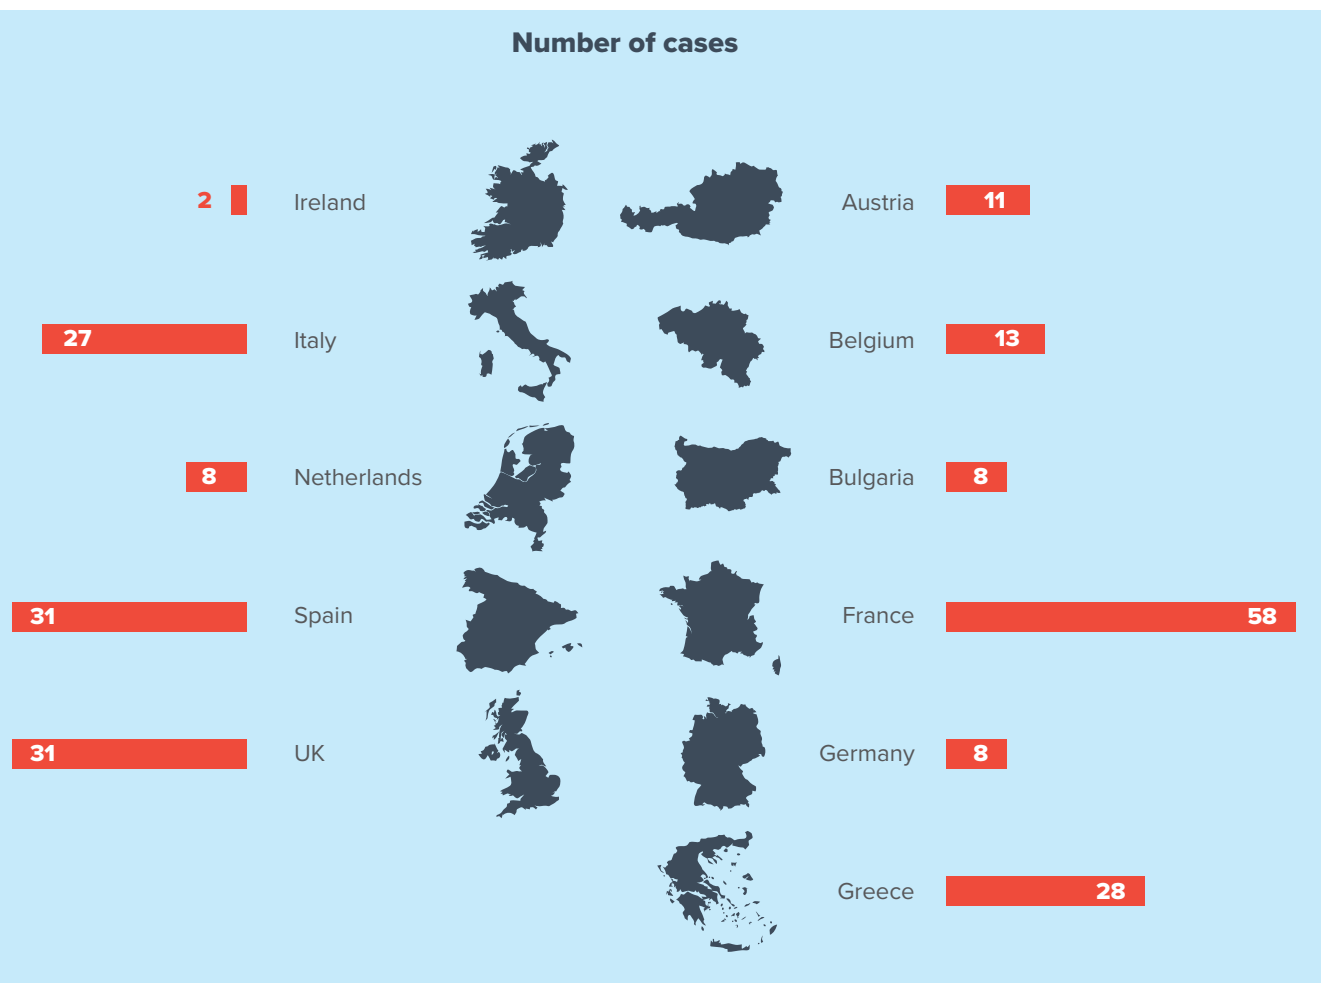 Number of cases
2 Ireland
Austria 11
27 Italy
Belgium 13
8 Netherlands
Bulgaria 8
31 Spain
France 58
31 UK
Germany 8
Greece 28